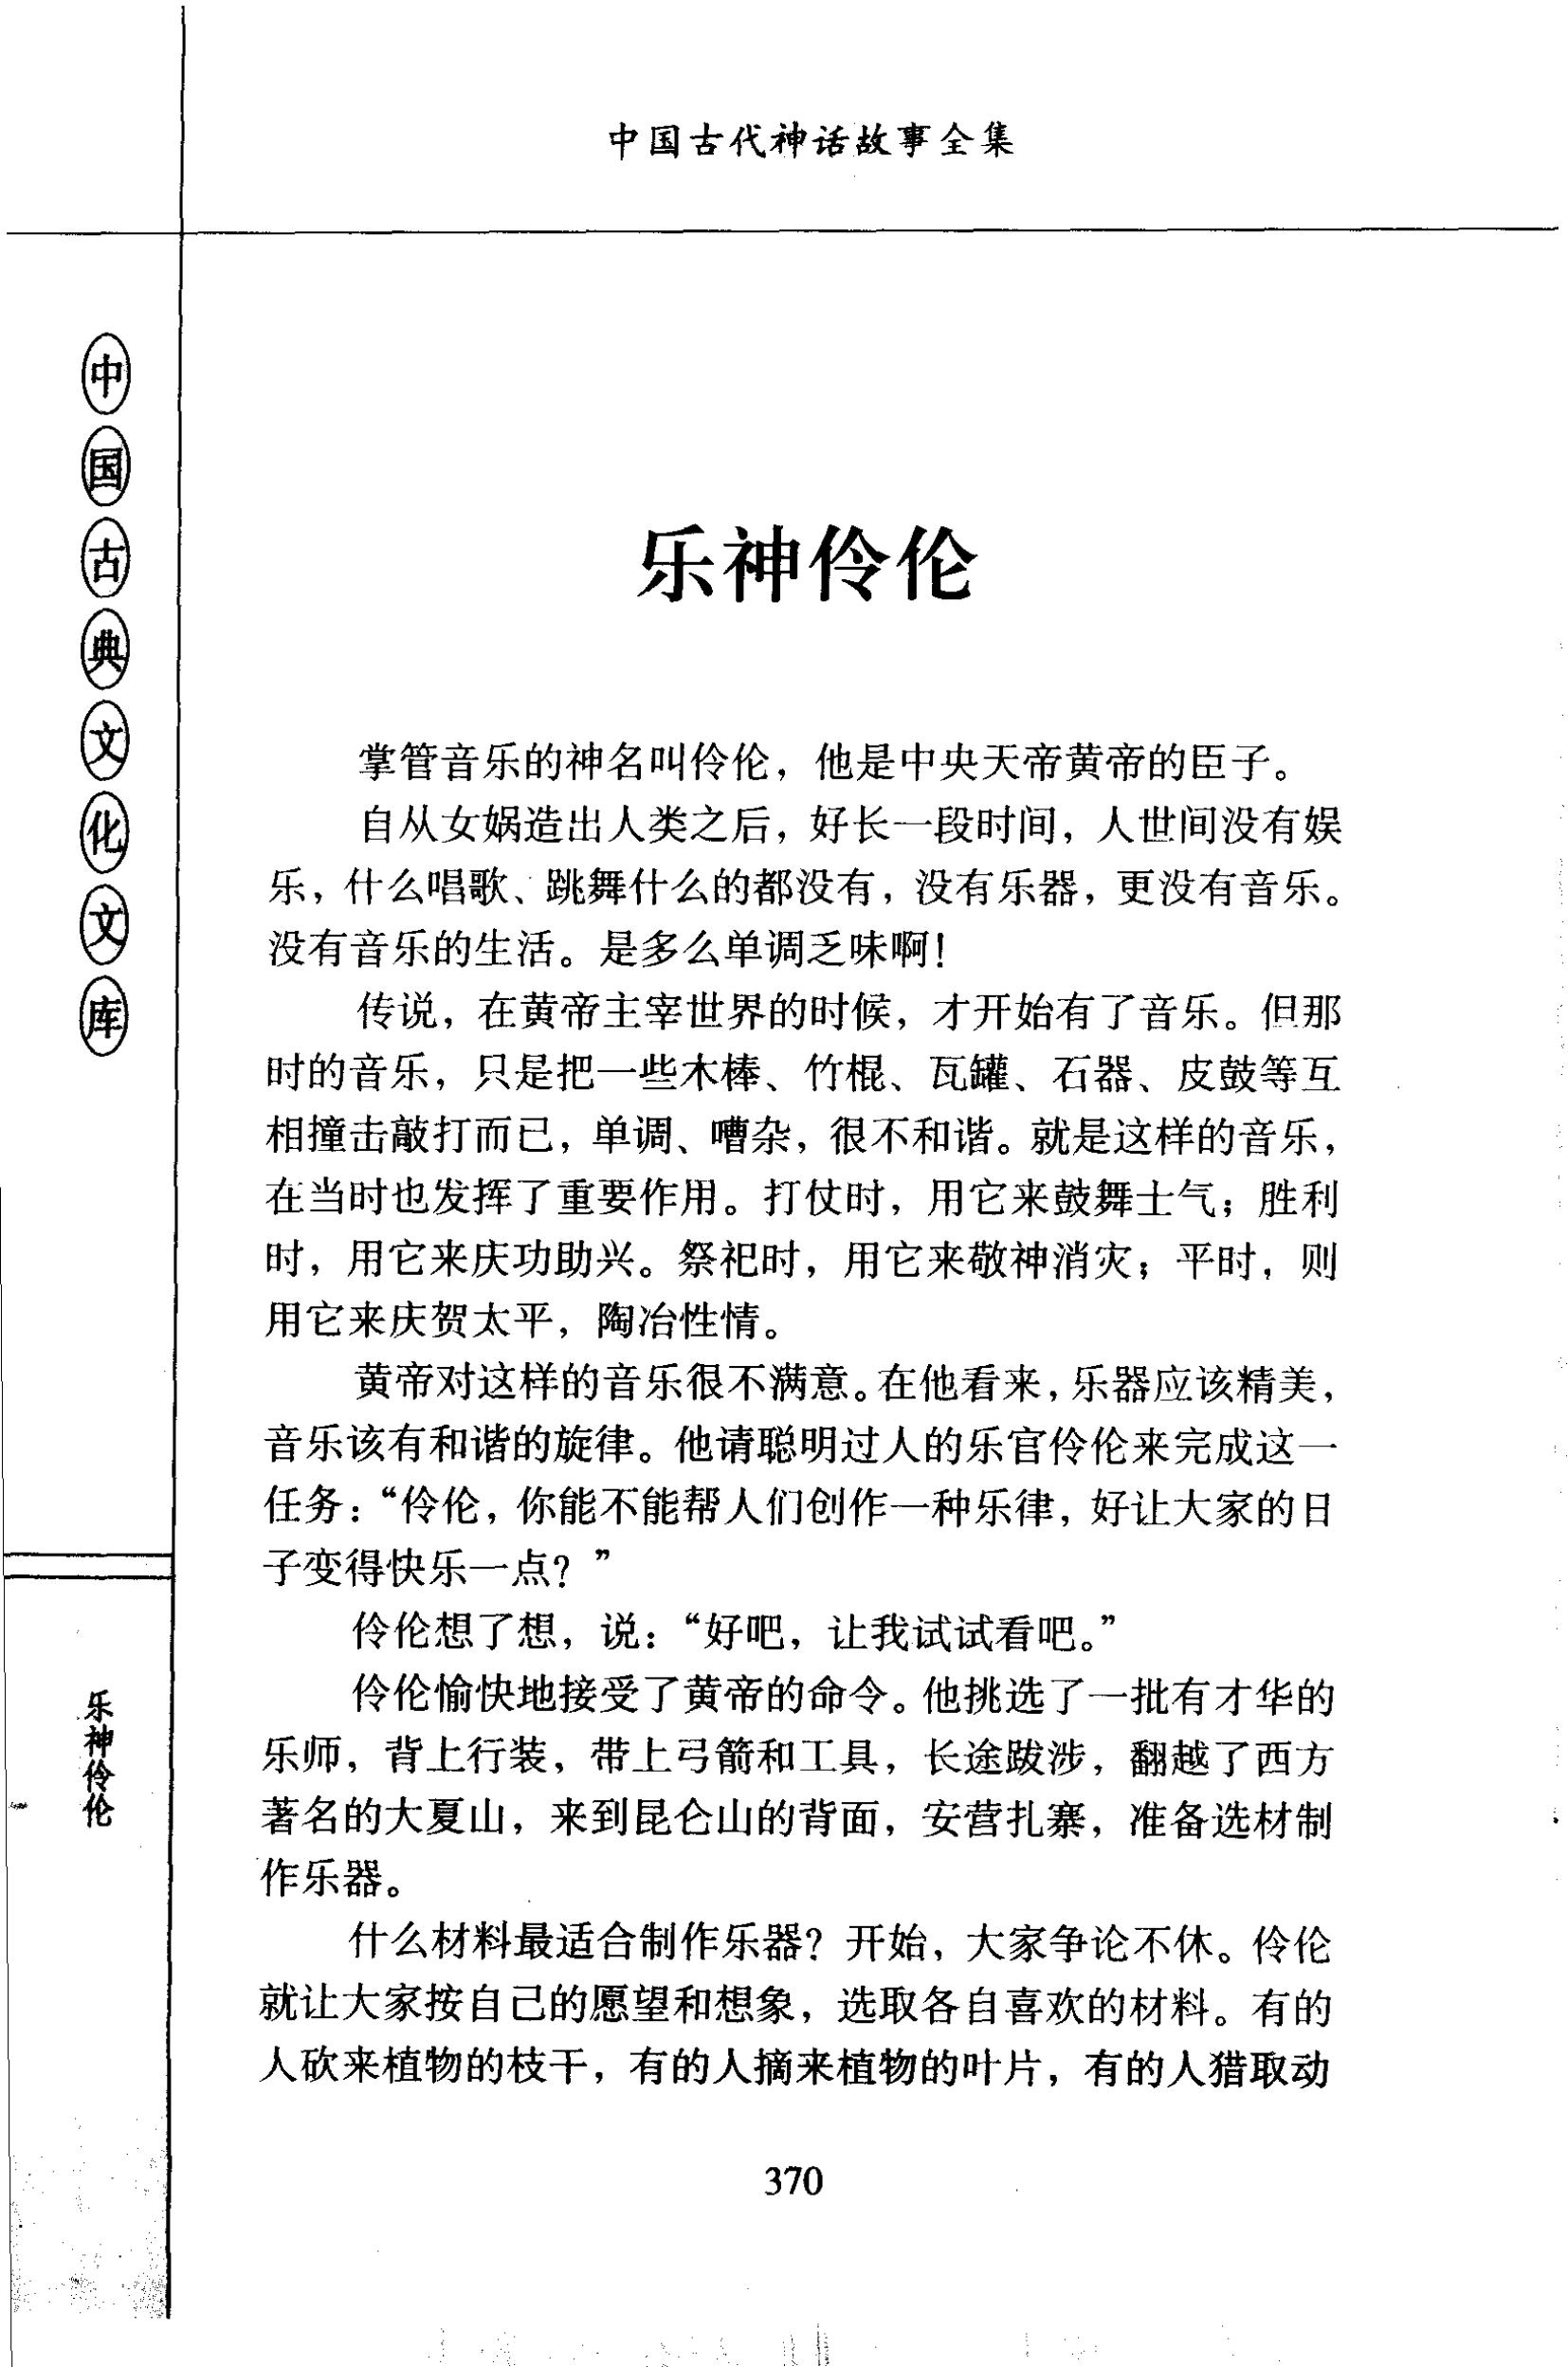 中国古代神话故事全集
中国古典文化文库
乐神伶伦
掌管音乐的神名叫伶伦，他是中央天帝黄帝的臣子。
自从女娲造出人类之后，好长一段时间，人世间没有娱
乐，什么唱歌、跳舞什么的都没有，没有乐器，更没有音乐。
没有音乐的生活。是多么单调乏味啊！
传说，在黄帝主宰世界的时候，才开始有了音乐。但那
时的音乐，只是把一些木棒、竹棍、瓦罐、石器、皮鼓等互
相撞击敲打而已，单调、嘈杂，很不和谐。就是这样的音乐，
在当时也发挥了重要作用。打仗时，用它来鼓舞士气；胜利
时，用它来庆功助兴。祭祀时，用它来敬神消灾；平时，则
用它来庆贺太平，陶冶性情。
黄帝对这样的音乐很不满意。在他看来，乐器应该精美，
音乐该有和谐的旋律。他请聪明过人的乐官伶伦来完成这一
任务：“伶伦，你能不能帮人们创作一种乐律，好让大家的日
子变得快乐一点？”
伶伦想了想，说：“好吧，让我试试看吧。”
伶伦愉快地接受了黄帝的命令。他挑选了一批有才华的
乐师，背上行装，带上弓箭和工具，长途跋涉，翻越了西方
著名的大夏山，来到昆仑山的背面，安营扎寨，准备选材制
作乐器。
什么材料最适合制作乐器？开始，大家争论不休。伶伦
就让大家按自己的愿望和想象，选取各自喜欢的材料。有的
人砍来植物的枝干，有的人摘来植物的叶片，有的人猎取动
乐神伶伦
370